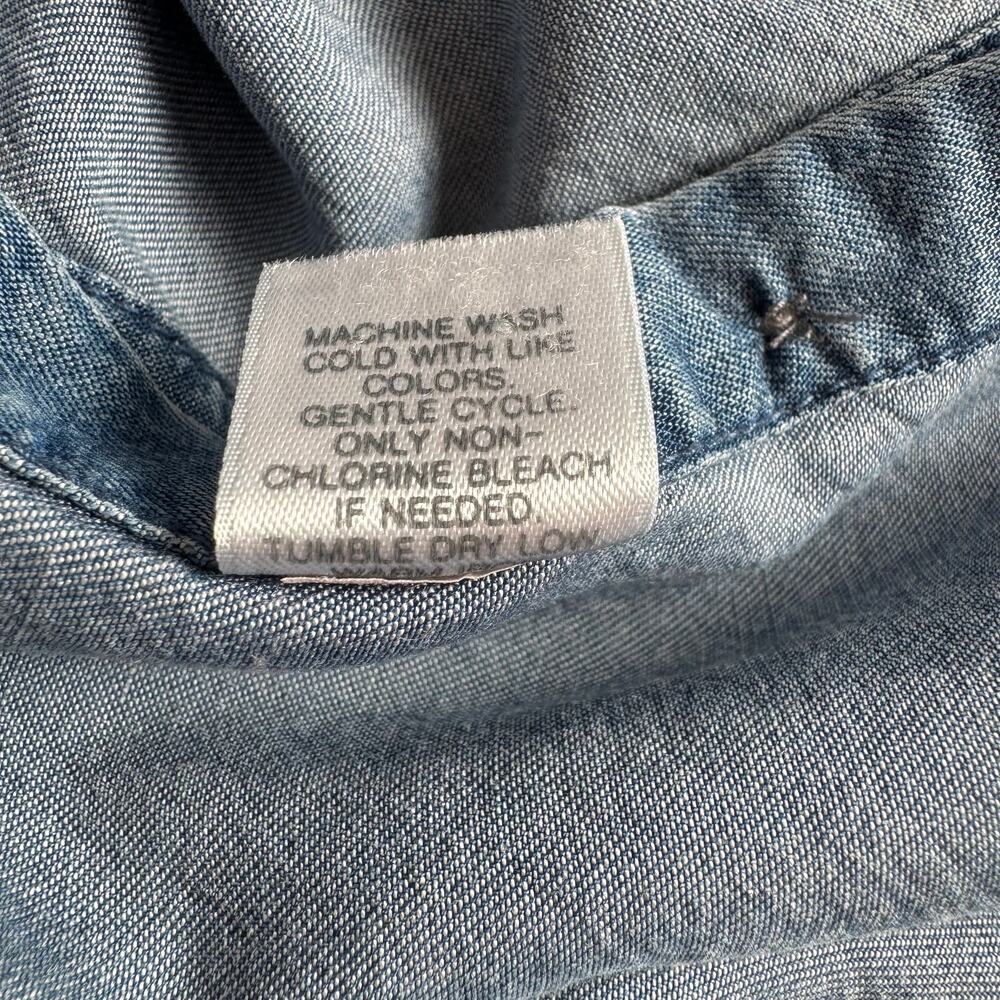 MACHINE WASH
COLD WITH LIKE
COLORS.
GENTLE CYCLE.
ONLY NON-
CHLORINE BLEACH
IF NEEDED.
TUMBLE DRY LOW